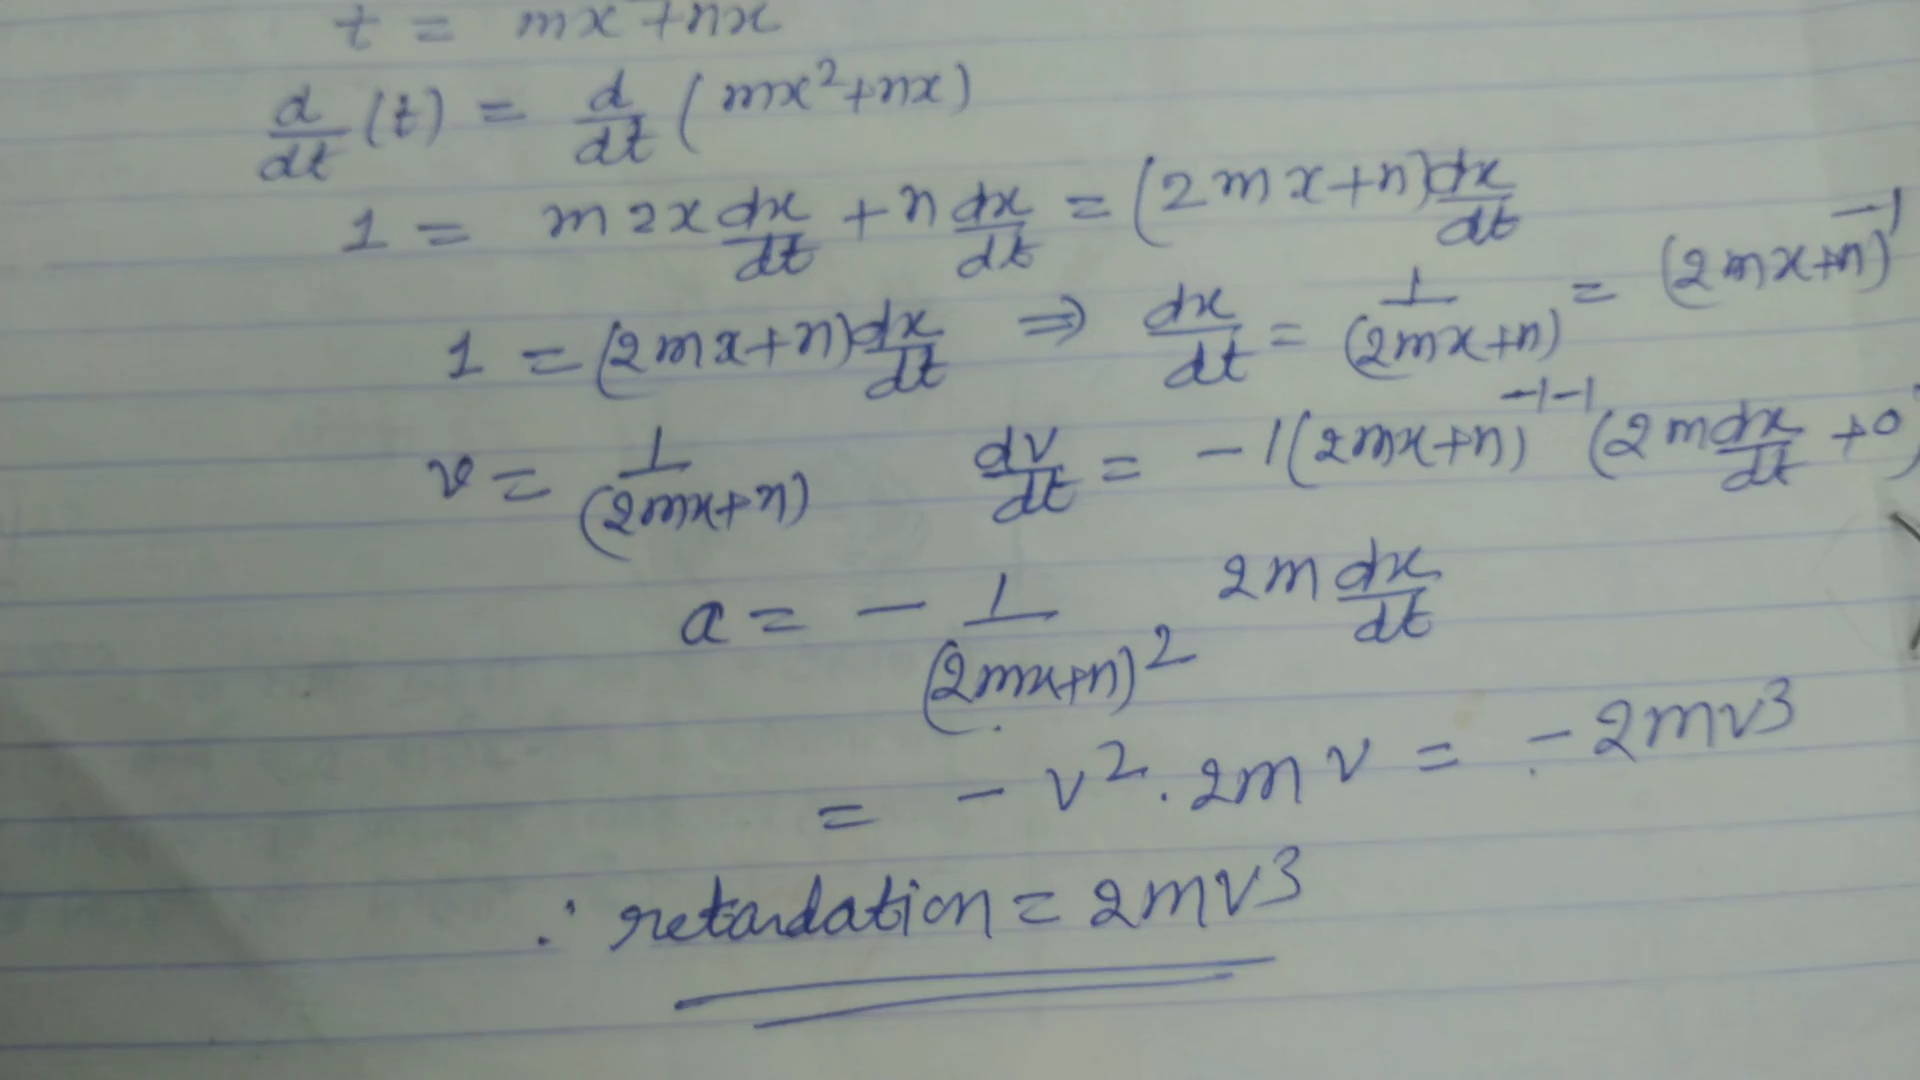 t = mx + nx
d/dt (t) = d/dt (mx² + nx)
1 = m 2x dx/dt + n dx/dt = (2mx+n) dx/dt
1 = (2mx+n) dx/dt ⇒ dx/dt = 1/(2mx+n) = (2mx+n)⁻¹
v = 1/(2mx+n) dv/dt = -1(2mx+n)⁻¹⁻¹ (2m dx/dt + 0)
a = - 1/(2mx+n)² 2m dx/dt
= - v² . 2m v = - 2mv3
∴ retardation = 2mv3